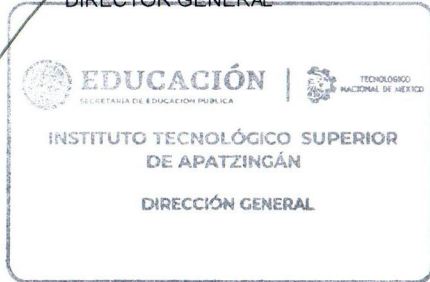 DIRECTOR GENERAL
EDUCACIÓN
SECRETARÍA DE EDUCACIÓN PÚBLICA
TECNOLÓGICO
NACIONAL DE MÉXICO
INSTITUTO TECNOLÓGICO SUPERIOR
DE APATZINGÁN
DIRECCIÓN GENERAL